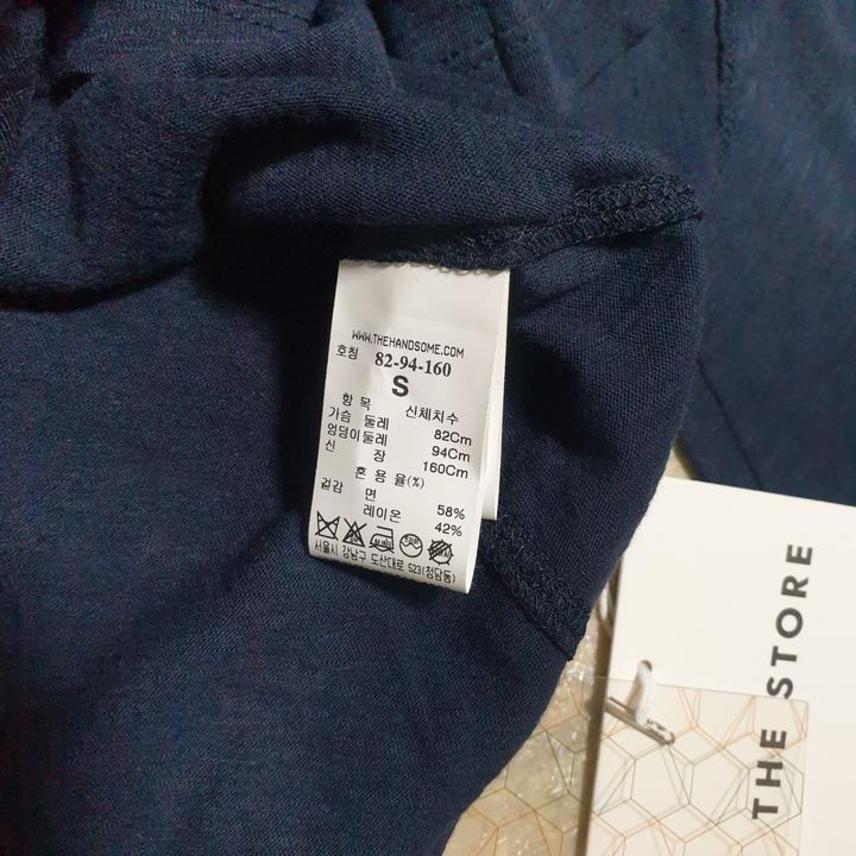 WWW.THEHANDSOME.COM
호칭 82-94-160
S
항 목 신체치수
가슴 둘레 82Cm
엉덩이둘레 94Cm
신 장 160Cm
혼 용 율(%)
겉감 면 58%
레이온 42%
서울시 강남구 도산대로 523(청담동)
THE STORE